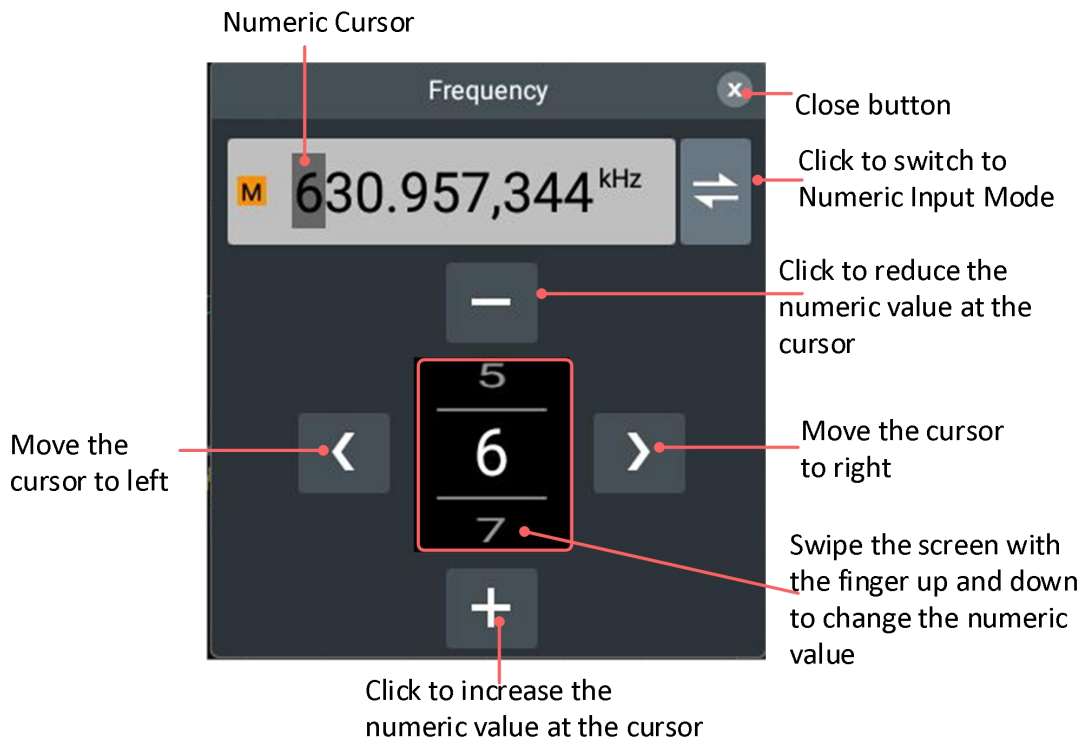 Numeric Cursor
Frequency
x
Close button
M 630.957,344 kHz
Click to switch to
Numeric Input Mode
Click to reduce the
numeric value at the
cursor
5
6
7
Move the
cursor to left
Move the cursor
to right
Swipe the screen with
the finger up and down
to change the numeric
value
Click to increase the
numeric value at the cursor